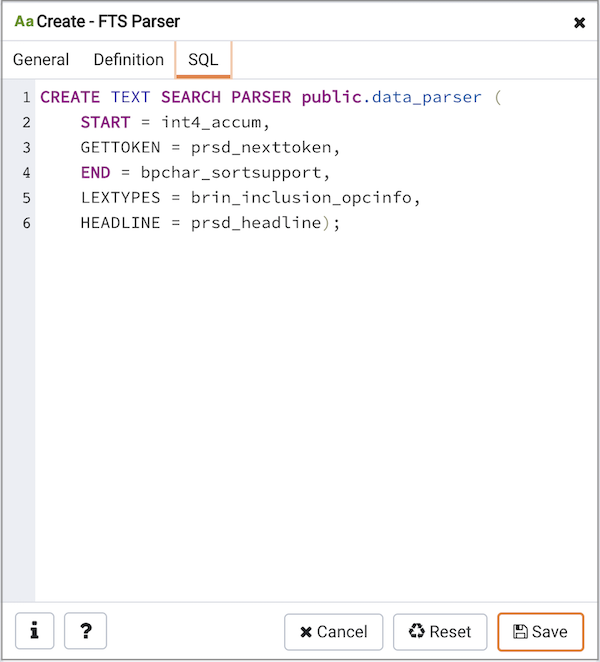 Aa Create - FTS Parser
General Definition SQL
1 CREATE TEXT SEARCH PARSER public.data_parser (
2 START = int4_accum,
3 GETTOKEN = prsd_nexttoken,
4 END = bpchar_sortsupport,
5 LEXTYPES = brin_inclusion_opcinfo,
6 HEADLINE = prsd_headline);
i ? Cancel Reset Save